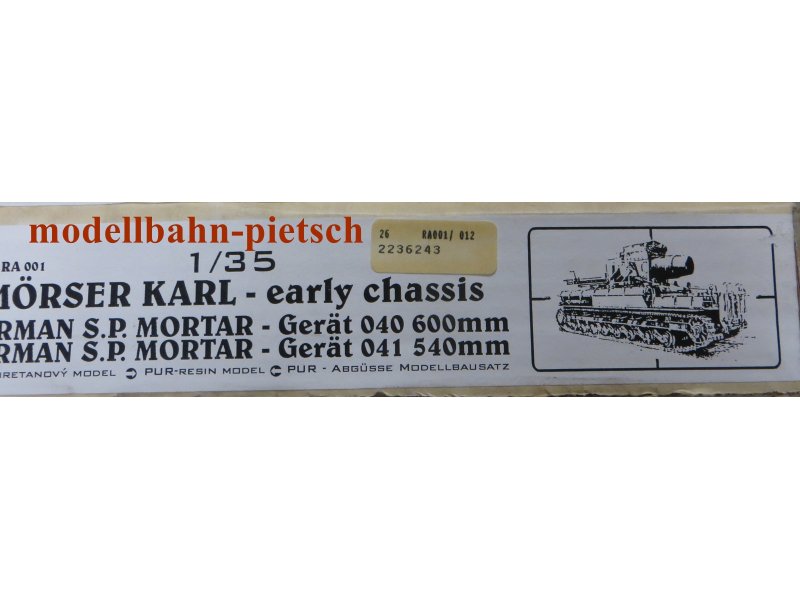 modellbahn-pietsch
26 RA001/ 012
2236243
RA 001
1/35
MÖRSER KARL - early chassis
RMAN S.P. MORTAR - Gerät 040 600mm
RMAN S.P. MORTAR - Gerät 041 540mm
RETANOVÝ MODEL PUR-RESIN MODEL PUR - ABGÜSSE MODELLBAUSATZ